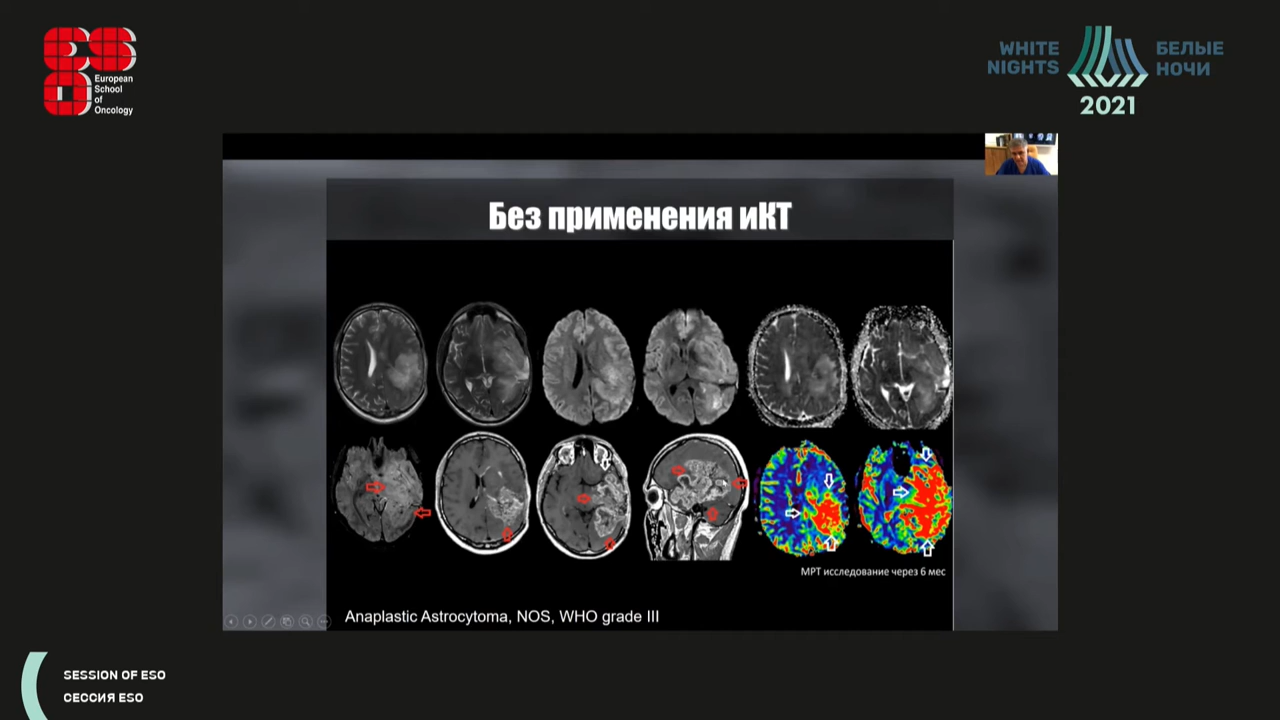 European
School
of
Oncology
WHITE
NIGHTS
БЕЛЫЕ
НОЧИ
2021
Без применения иКТ
МРТ исследование через 6 мес
Anaplastic Astrocytoma, NOS, WHO grade III
SESSION OF ESO
СЕССИЯ ESO